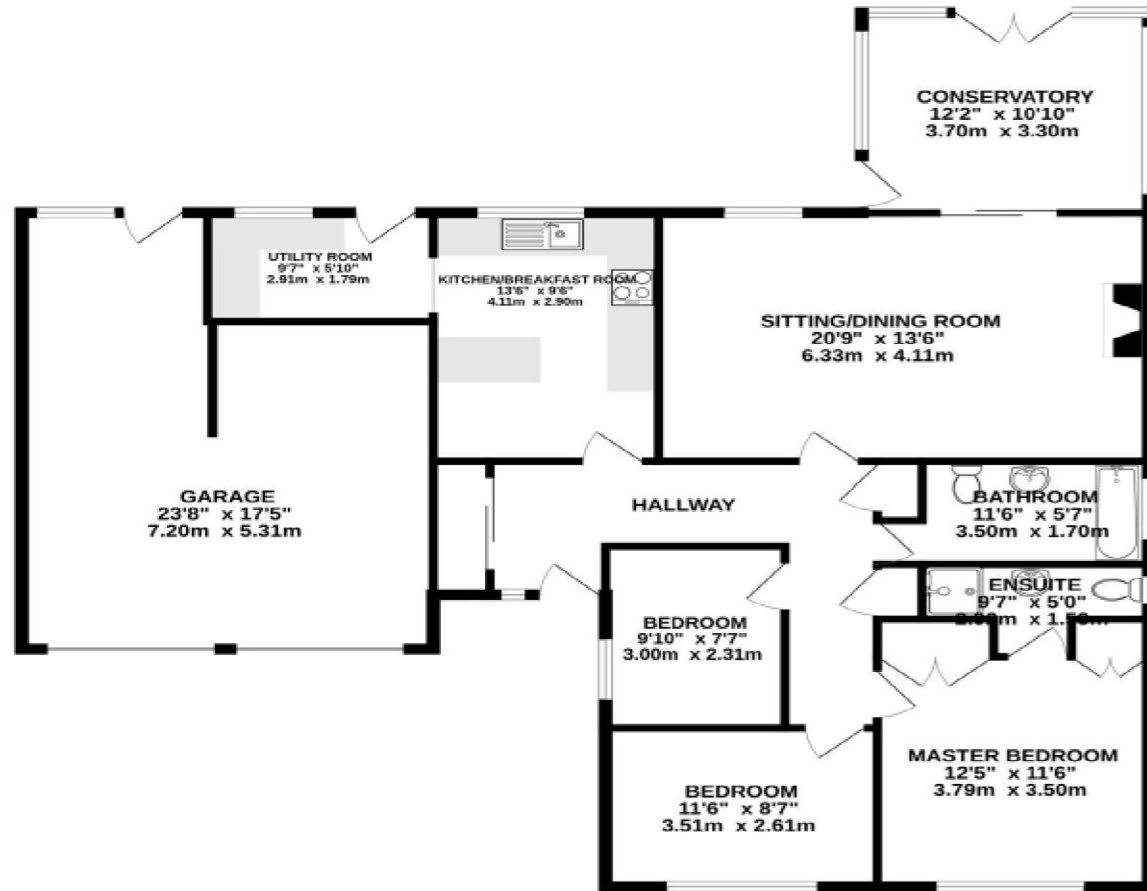 CONSERVATORY
12'2" x 10'10"
3.70m x 3.30m
UTILITY ROOM
9'7" x 5'10"
2.91m x 1.79m
KITCHEN/BREAKFAST ROOM
13'6" x 9'6"
4.11m x 2.90m
SITTING/DINING ROOM
20'9" x 13'6"
6.33m x 4.11m
GARAGE
23'8" x 17'5"
7.20m x 5.31m
HALLWAY
BATHROOM
11'6" x 5'7"
3.50m x 1.70m
ENSUITE
9'7" x 5'0"
BEDROOM
9'10" x 7'7"
3.00m x 2.31m
MASTER BEDROOM
12'5" x 11'6"
3.79m x 3.50m
BEDROOM
11'6" x 8'7"
3.51m x 2.61m